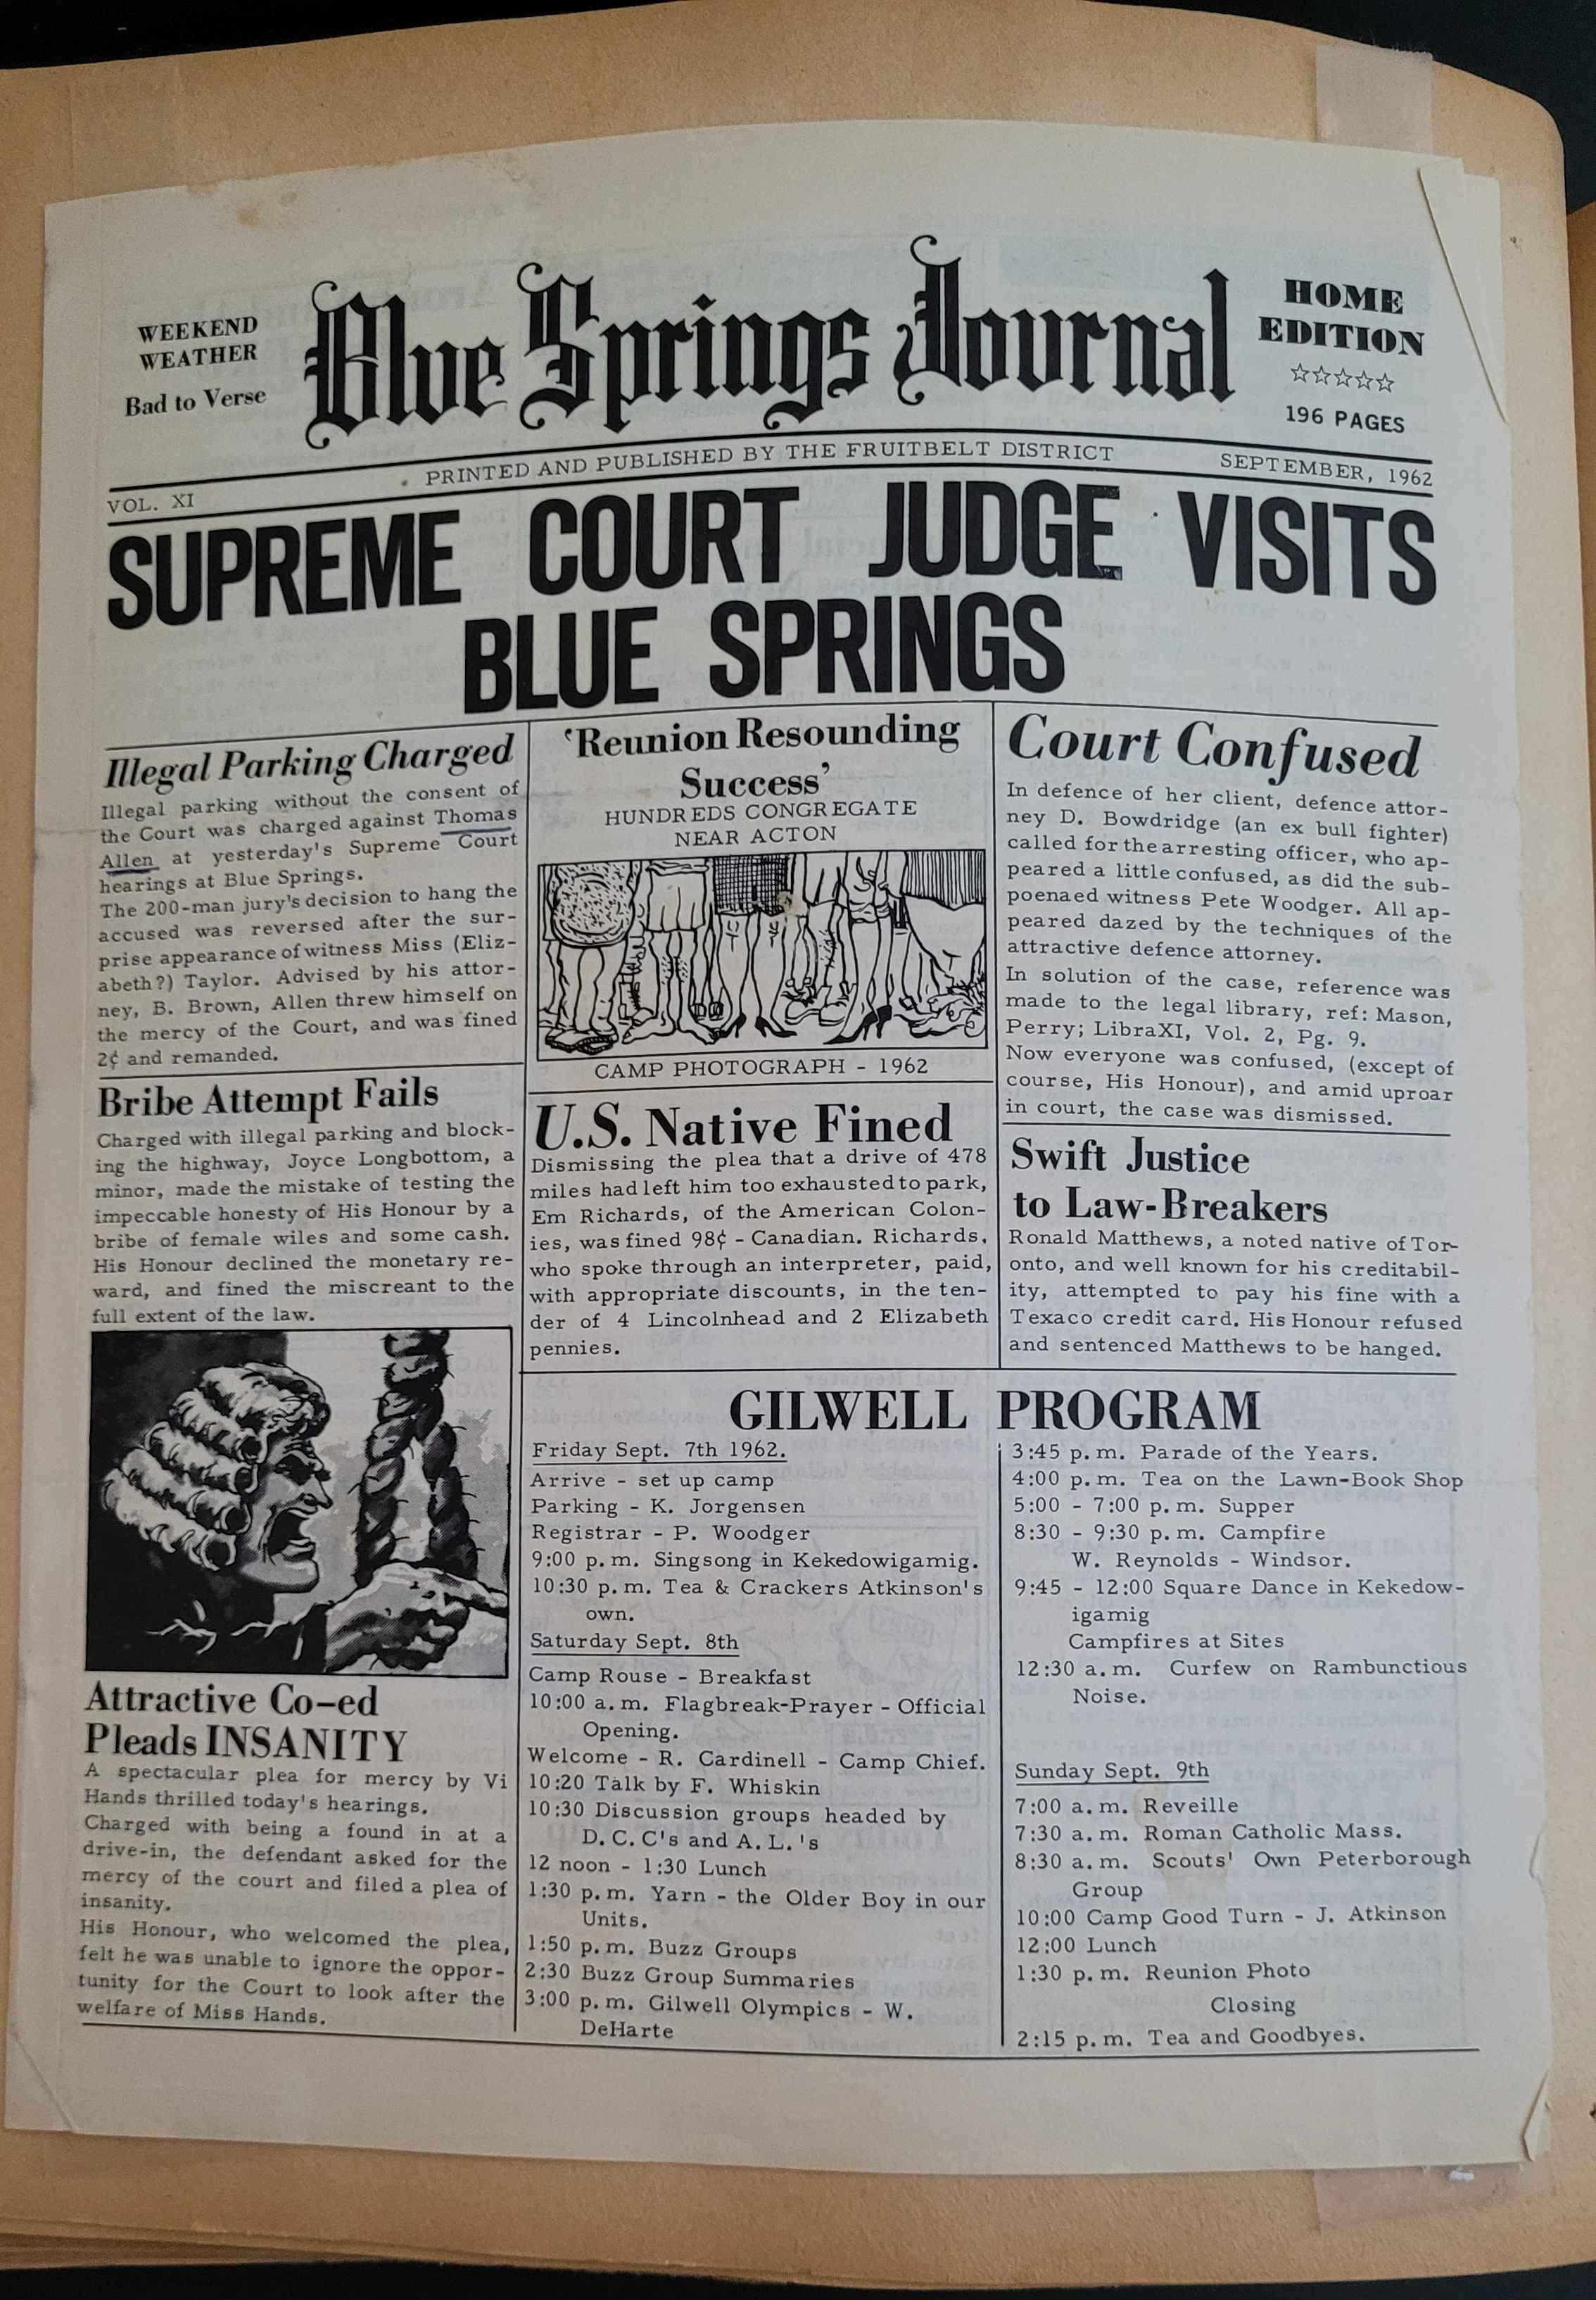 WEEKEND
WEATHER
Bad to Verse
Blue Springs Journal
HOME
EDITION
☆☆☆☆☆
196 PAGES
VOL. XI
PRINTED AND PUBLISHED BY THE FRUITBELT DISTRICT
SEPTEMBER, 1962
SUPREME COURT JUDGE VISITS
BLUE SPRINGS
Illegal Parking Charged
Illegal parking without the consent of
the Court was charged against Thomas
Allen at yesterday's Supreme Court
hearings at Blue Springs.
The 200-man jury's decision to hang the
accused was reversed after the sur-
prise appearance of witness Miss (Eliz-
abeth?) Taylor. Advised by his attor-
ney, B. Brown, Allen threw himself on
the mercy of the Court, and was fined
2¢ and remanded.
Bribe Attempt Fails
Charged with illegal parking and block-
ing the highway, Joyce Longbottom, a
minor, made the mistake of testing the
impeccable honesty of His Honour by a
bribe of female wiles and some cash.
His Honour declined the monetary re-
ward, and fined the miscreant to the
full extent of the law.
Attractive Co-ed
Pleads INSANITY
A spectacular plea for mercy by Vi
Hands thrilled today's hearings.
Charged with being a found in at a
drive-in, the defendant asked for the
mercy of the court and filed a plea of
insanity.
His Honour, who welcomed the plea,
felt he was unable to ignore the oppor-
tunity for the Court to look after the
welfare of Miss Hands.
'Reunion Resounding
Success'
HUNDREDS CONGREGATE
NEAR ACTON
CAMP PHOTOGRAPH - 1962
U.S. Native Fined
Dismissing the plea that a drive of 478
miles had left him too exhausted to park,
Em Richards, of the American Colon-
ies, was fined 98¢ - Canadian. Richards,
who spoke through an interpreter, paid,
with appropriate discounts, in the ten-
der of 4 Lincolnhead and 2 Elizabeth
pennies.
Court Confused
In defence of her client, defence attor-
ney D. Bowdridge (an ex bull fighter)
called for the arresting officer, who ap-
peared a little confused, as did the sub-
poenaed witness Pete Woodger. All ap-
peared dazed by the techniques of the
attractive defence attorney.
In solution of the case, reference was
made to the legal library, ref: Mason,
Perry; LibraXI, Vol. 2, Pg. 9.
Now everyone was confused, (except of
course, His Honour), and amid uproar
in court, the case was dismissed.
Swift Justice
to Law-Breakers
Ronald Matthews, a noted native of Tor-
onto, and well known for his creditabil-
ity, attempted to pay his fine with a
Texaco credit card. His Honour refused
and sentenced Matthews to be hanged.
GILWELL PROGRAM
Friday Sept. 7th 1962.
Arrive - set up camp
Parking - K. Jorgensen
Registrar - P. Woodger
9:00 p.m. Singsong in Kekedowigamig.
10:30 p.m. Tea & Crackers Atkinson's
own.
Saturday Sept. 8th
Camp Rouse - Breakfast
10:00 a.m. Flagbreak-Prayer - Official
Opening.
Welcome - R. Cardinell - Camp Chief.
10:20 Talk by F. Whiskin
10:30 Discussion groups headed by
D.C.C's and A.L.'s
12 noon - 1:30 Lunch
1:30 p.m. Yarn - the Older Boy in our
Units.
1:50 p.m. Buzz Groups
2:30 Buzz Group Summaries
3:00 p.m. Gilwell Olympics - W.
DeHarte
3:45 p.m. Parade of the Years.
4:00 p.m. Tea on the Lawn-Book Shop
5:00 - 7:00 p.m. Supper
8:30 - 9:30 p.m. Campfire
W. Reynolds - Windsor.
9:45 - 12:00 Square Dance in Kekedow-
igamig
Campfires at Sites
12:30 a.m. Curfew on Rambunctious
Noise.
Sunday Sept. 9th
7:00 a.m. Reveille
7:30 a.m. Roman Catholic Mass.
8:30 a.m. Scouts' Own Peterborough
Group
10:00 Camp Good Turn - J. Atkinson
12:00 Lunch
1:30 p.m. Reunion Photo
Closing
2:15 p.m. Tea and Goodbyes.